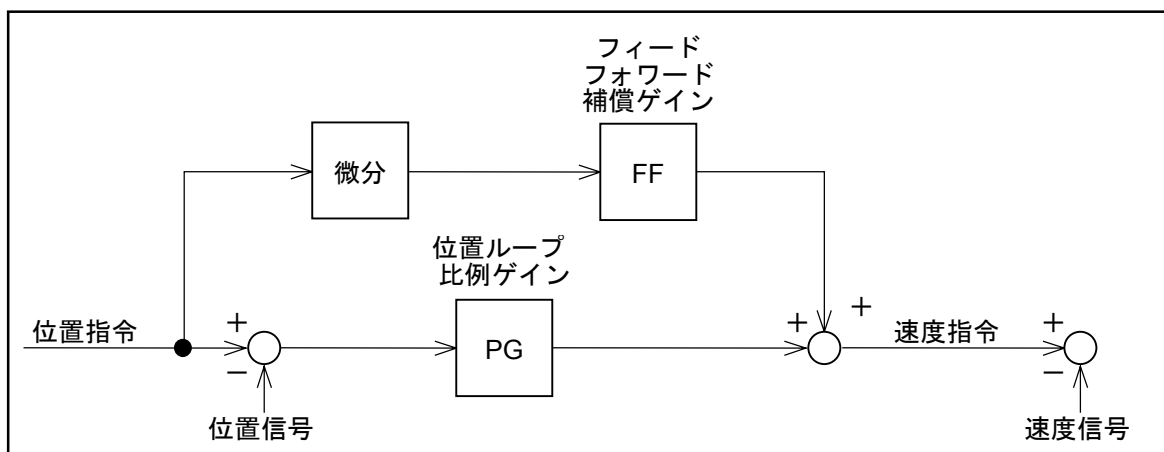 フィード
フォワード
補償ゲイン
微分
FF
位置ループ
比例ゲイン
位置指令
+
−
PG
+
+
速度指令
+
−
位置信号
速度信号